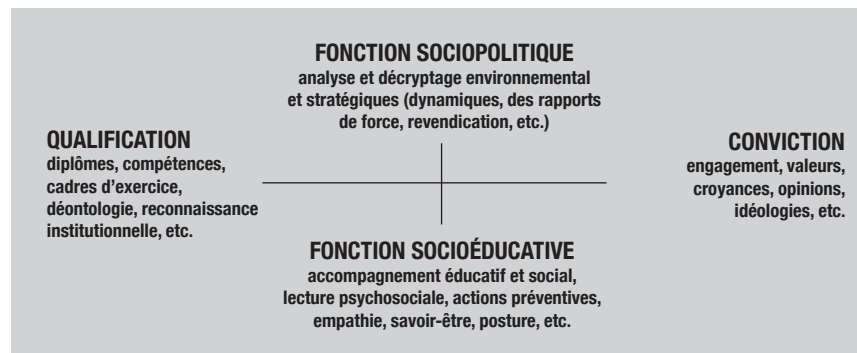 FONCTION SOCIOPOLITIQUE
analyse et décryptage environnemental
et stratégiques (dynamiques, des rapports
de force, revendication, etc.)
QUALIFICATION
diplômes, compétences,
cadres d’exercice,
déontologie, reconnaissance
institutionnelle, etc.
CONVICTION
engagement, valeurs,
croyances, opinions,
idéologies, etc.
FONCTION SOCIOÉDUCATIVE
accompagnement éducatif et social,
lecture psychosociale, actions préventives,
empathie, savoir-être, posture, etc.